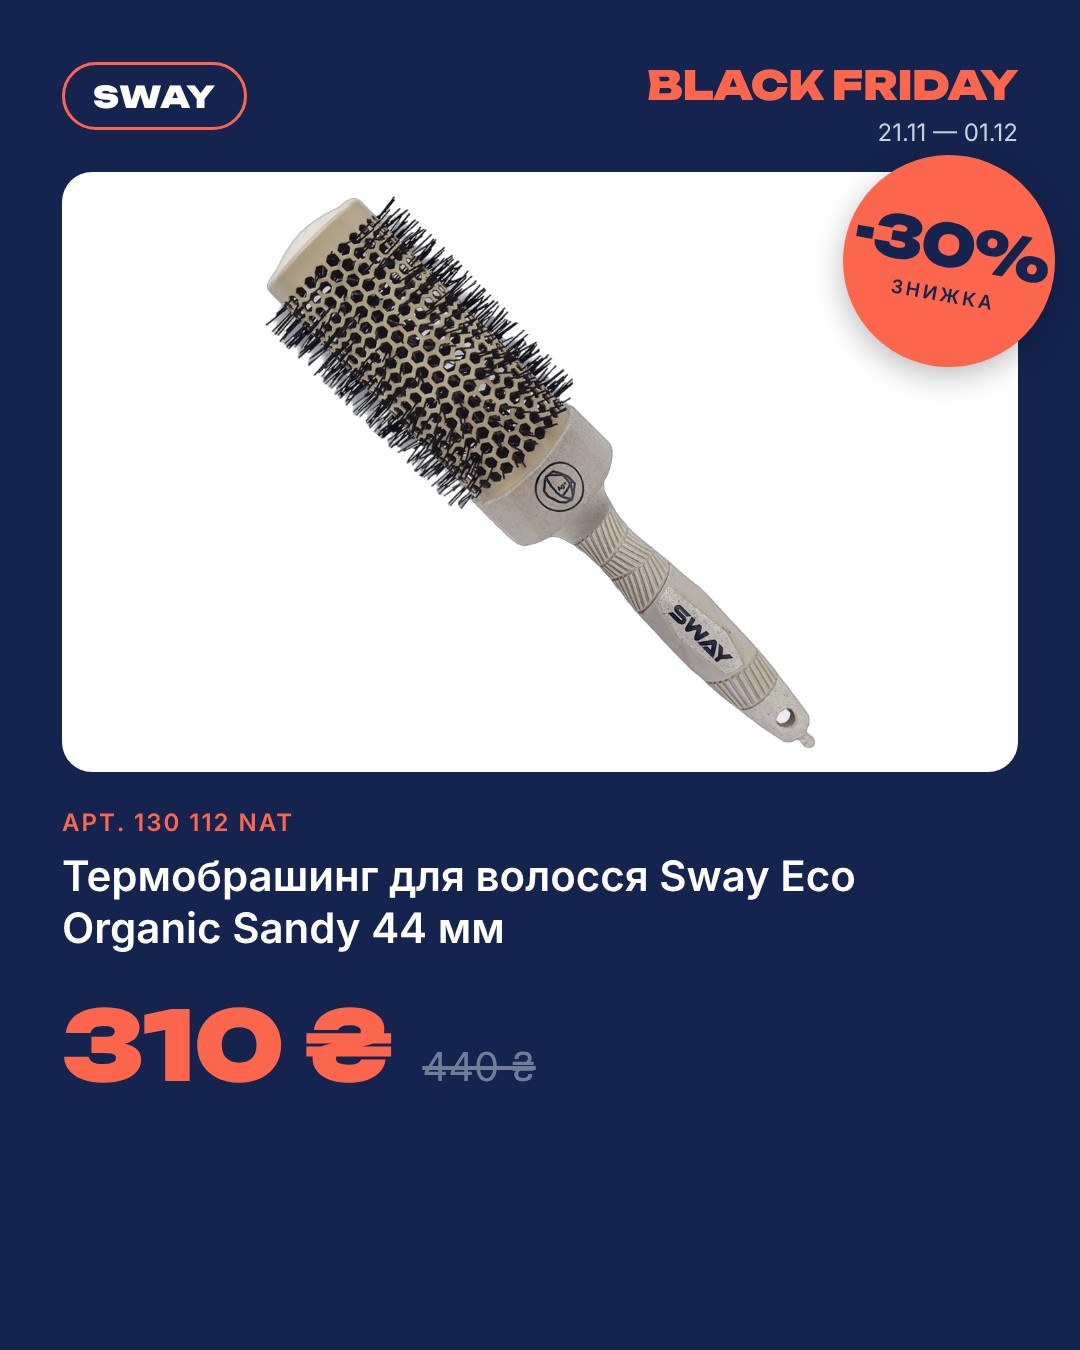 SWAY
BLACK FRIDAY
21.11 — 01.12
-30%
ЗНИЖКА
SWAY
АРТ. 130 112 NAT
Термобрашинг для волосся Sway Eco
Organic Sandy 44 мм
310 ₴
440 ₴